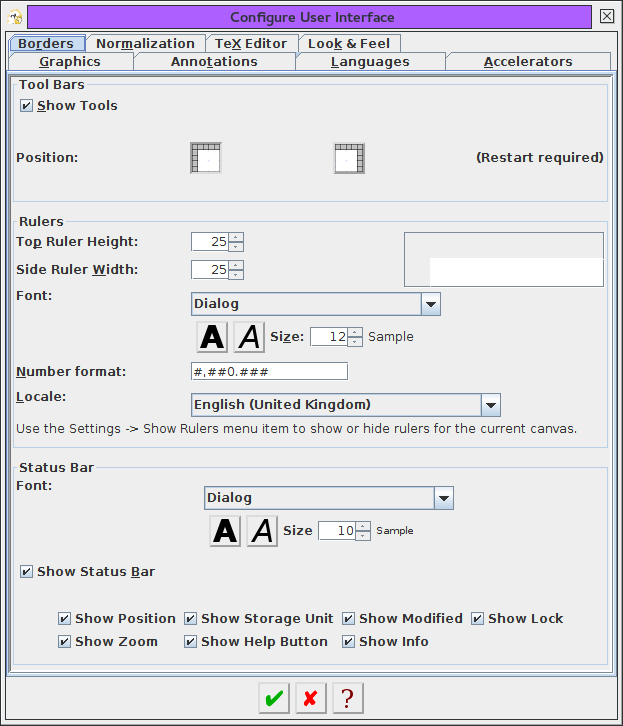 Configure User Interface
Borders Normalization TeX Editor Look & Feel
Graphics Annotations Languages Accelerators
Tool Bars
Show Tools
Position: (Restart required)
Rulers
Top Ruler Height: 25
Side Ruler Width: 25
Font:
Dialog
A A Size: 12 Sample
Number format: #,##0.###
Locale:
English (United Kingdom)
Use the Settings -> Show Rulers menu item to show or hide rulers for the current canvas.
Status Bar
Font:
Dialog
A A Size 10 Sample
Show Status Bar
Show Position Show Storage Unit Show Modified Show Lock
Show Zoom Show Help Button Show Info
?